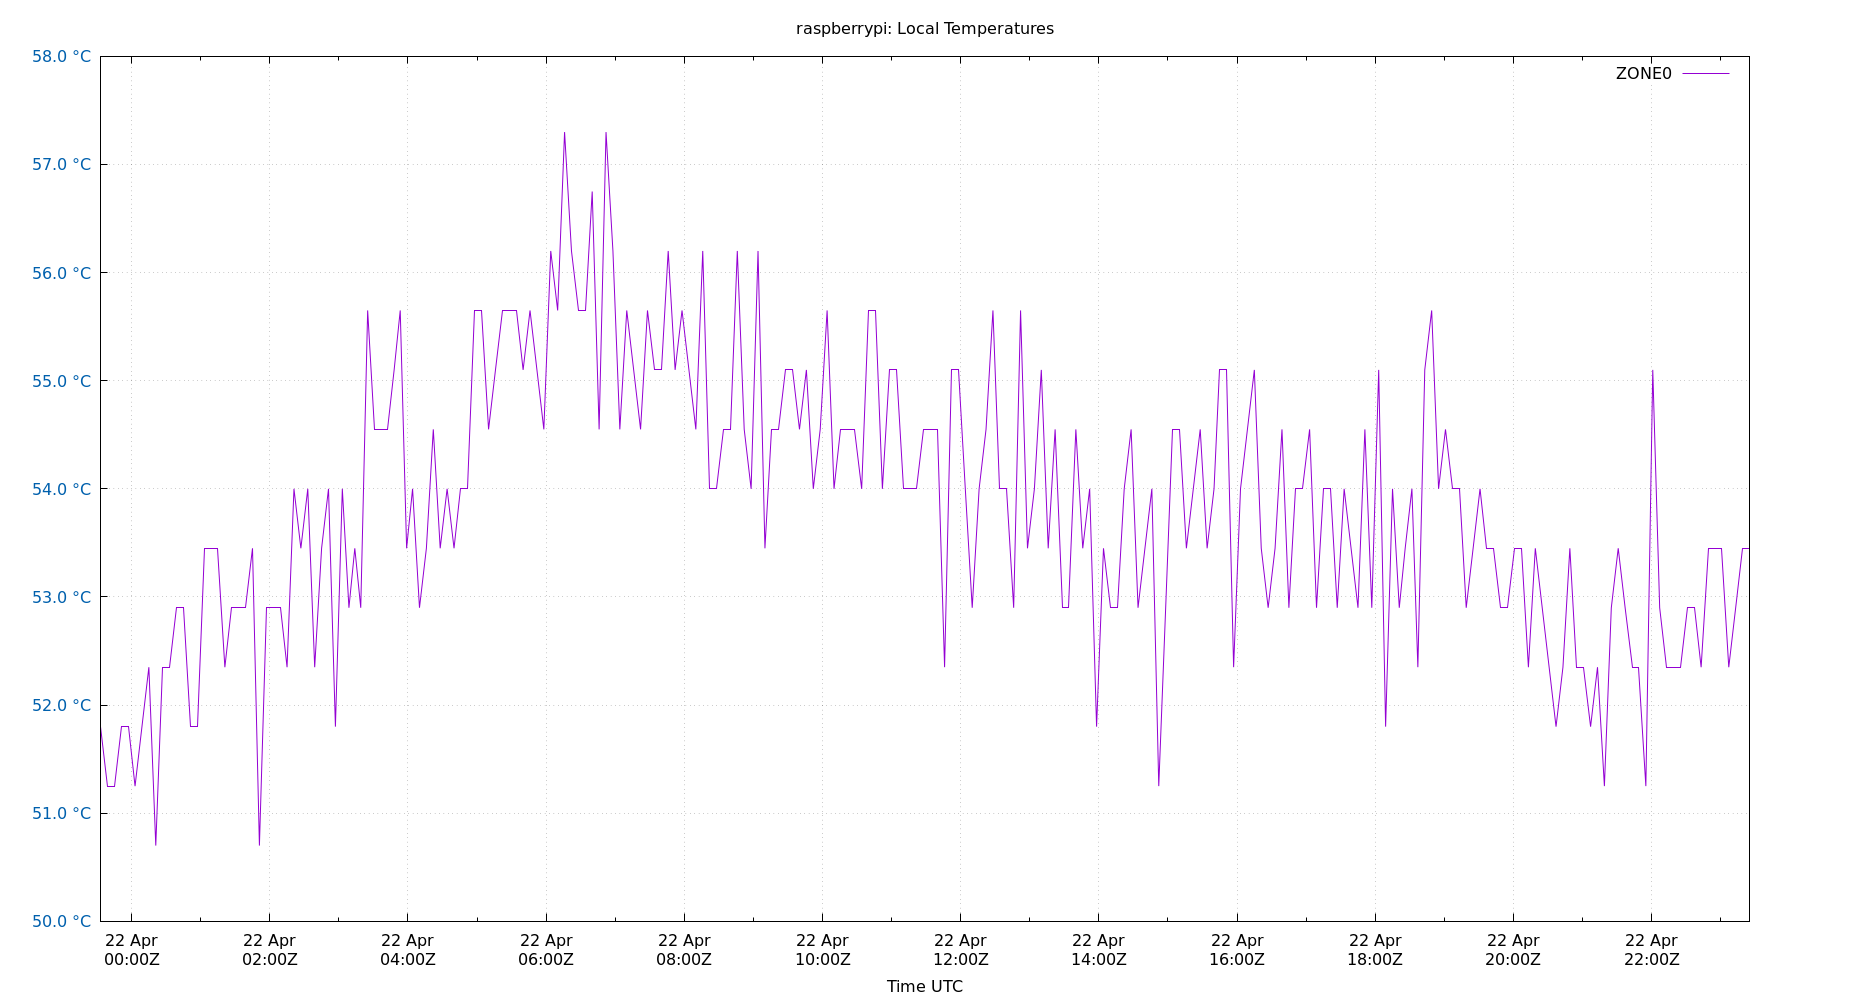 raspberrypi: Local Temperatures
58.0 °C
ZONE0
57.0 °C
56.0 °C
55.0 °C
54.0 °C
53.0 °C
52.0 °C
51.0 °C
50.0 °C
22 Apr 22 Apr 22 Apr 22 Apr 22 Apr 22 Apr 22 Apr 22 Apr 22 Apr 22 Apr 22 Apr 22 Apr
00:00Z 02:00Z 04:00Z 06:00Z 08:00Z 10:00Z 12:00Z 14:00Z 16:00Z 18:00Z 20:00Z 22:00Z
Time UTC